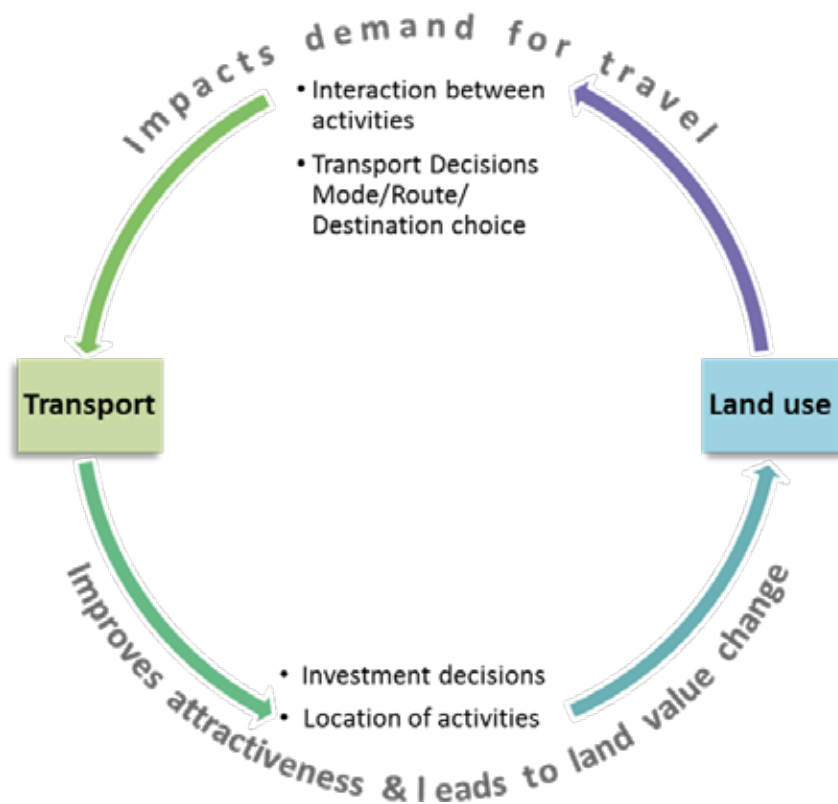 Impacts demand for travel
• Interaction between
activities
• Transport Decisions
Mode/Route/
Destination choice
Transport
Land use
• Investment decisions
• Location of activities
Improves attractiveness & leads to land value change